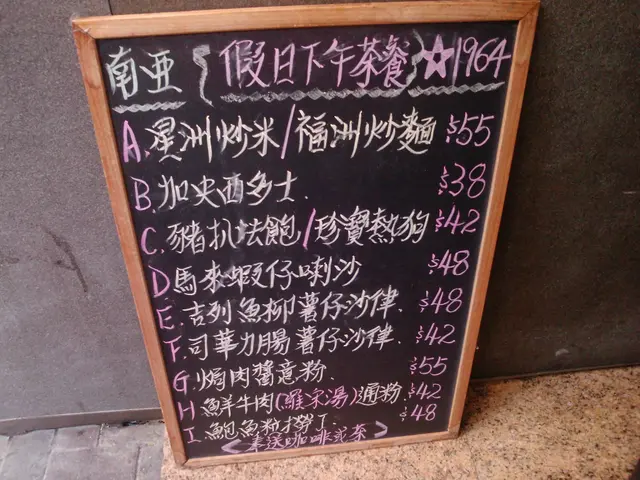 南亜 {假日下午茶餐} ★1964
A.星洲炒米/福洲炒麵 $55
B.加央西多士. $38
C.豬扒法飽/珍寶熱狗 $42
D.馬來蝦仔喇沙 $48
E.吉列魚柳薯仔沙律. $48
F.司華力腸薯仔沙律. $42
G.焗肉醬意粉. $55
H.鮮牛肉(羅宋湯)通粉. $42
I.鮑魚粒撈丁 $48
<奉送咖啡或茶>